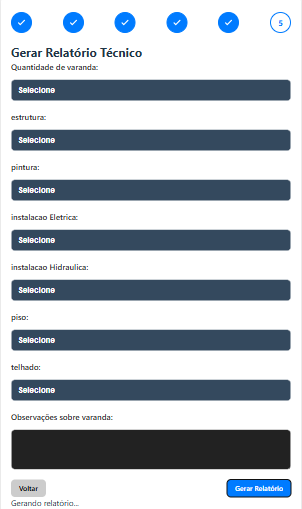 5
Gerar Relatório Técnico
Quantidade de varanda:
Selecione
estrutura:
Selecione
pintura:
Selecione
instalacao Eletrica:
Selecione
instalacao Hidraulica:
Selecione
piso:
Selecione
telhado:
Selecione
Observações sobre varanda:
Voltar Gerar Relatório
Gerando relatório...